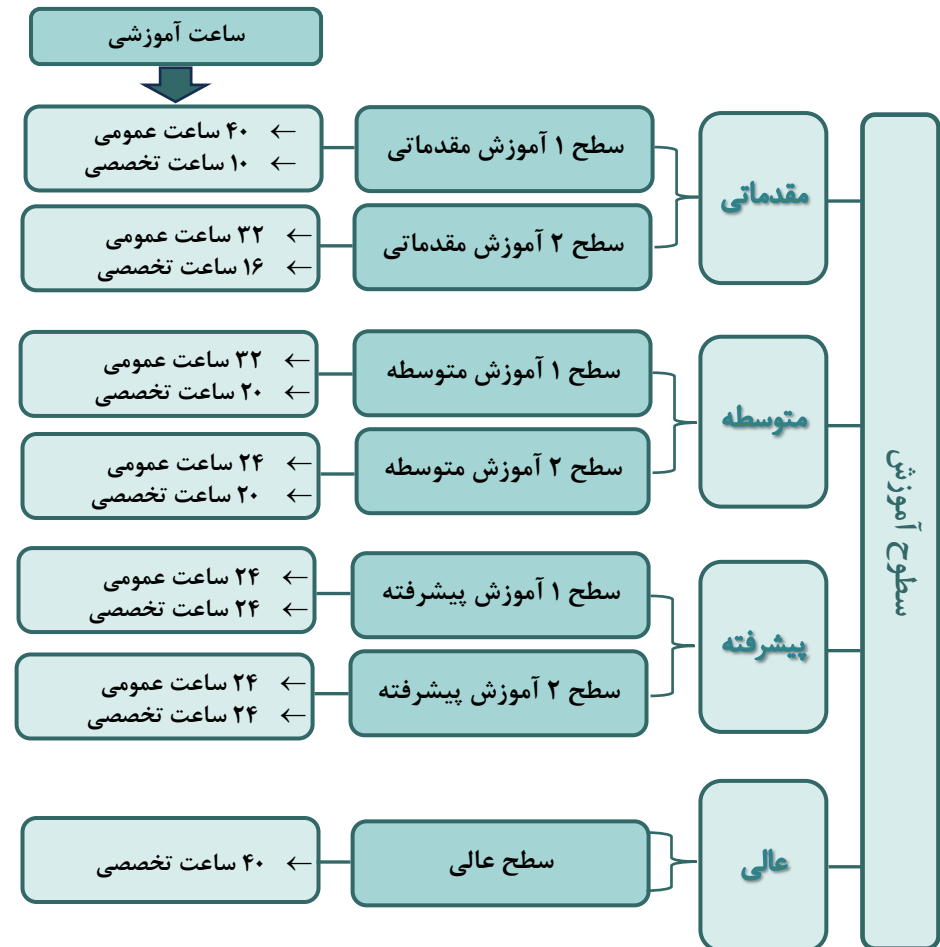 ساعت آموزشی
سطوح آموزش
مقدماتی
سطح ۱ آموزش مقدماتی
← ۴۰ ساعت عمومی
← ۱۰ ساعت تخصصی
سطح ۲ آموزش مقدماتی
← ۳۲ ساعت عمومی
← ۱۶ ساعت تخصصی
متوسطه
سطح ۱ آموزش متوسطه
← ۳۲ ساعت عمومی
← ۲۰ ساعت تخصصی
سطح ۲ آموزش متوسطه
← ۲۴ ساعت عمومی
← ۲۰ ساعت تخصصی
پیشرفته
سطح ۱ آموزش پیشرفته
← ۲۴ ساعت عمومی
← ۲۴ ساعت تخصصی
سطح ۲ آموزش پیشرفته
← ۲۴ ساعت عمومی
← ۲۴ ساعت تخصصی
عالی
سطح عالی
← ۴۰ ساعت تخصصی